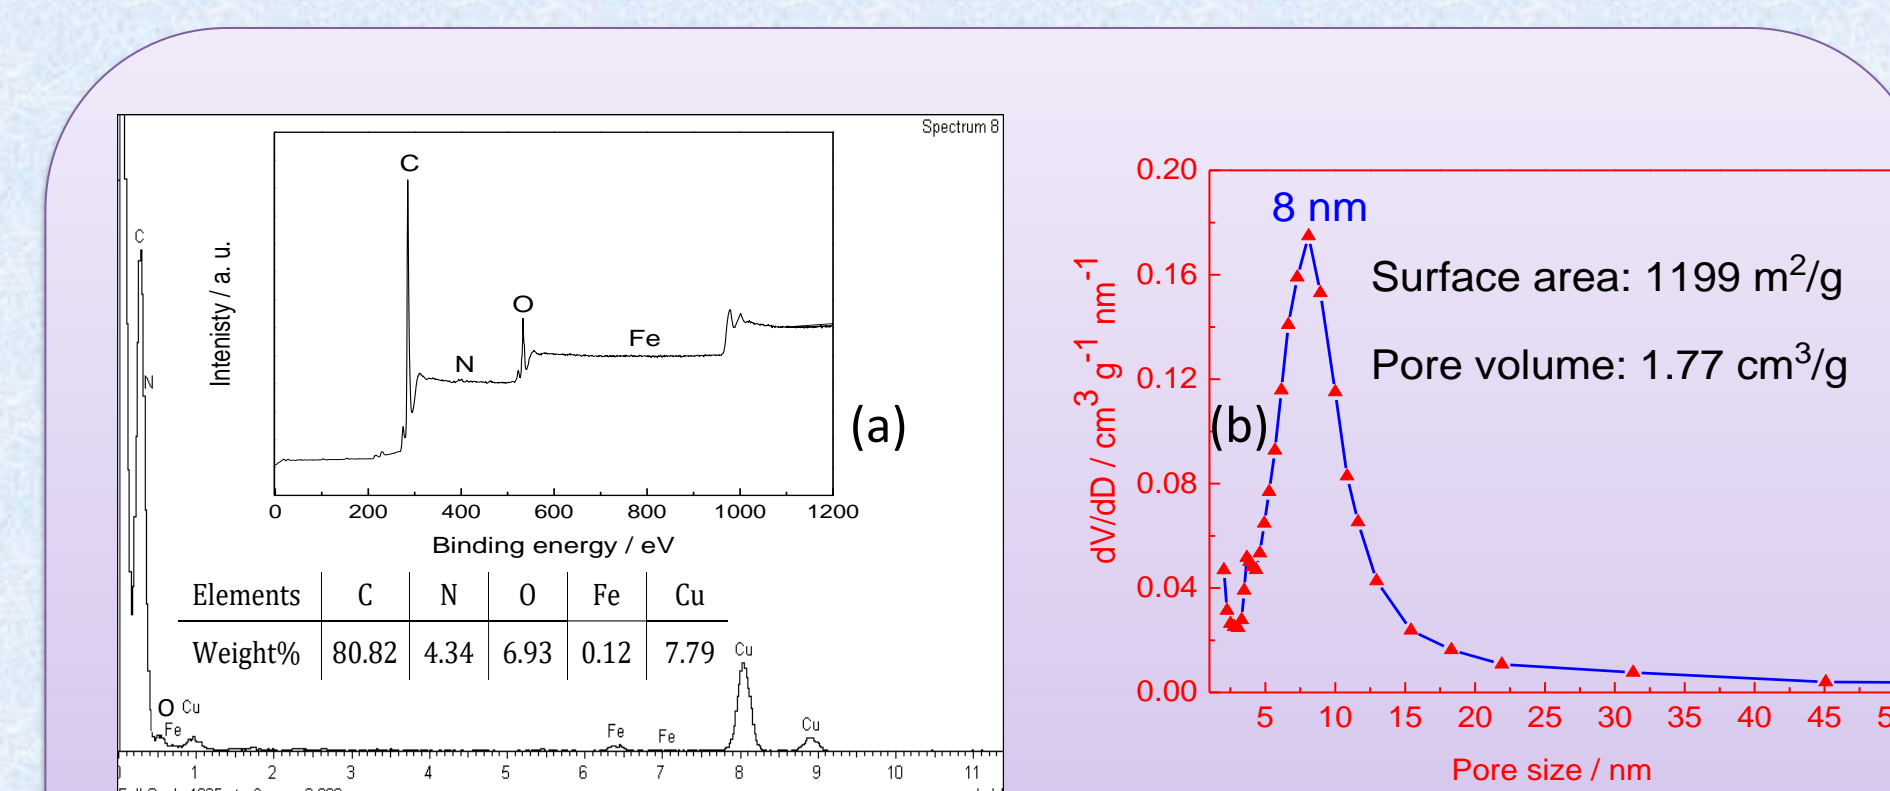 Spectrum 8
C
N
O Cu
Fe
Fe
Fe
Cu
Cu
1 2 3 4 5 6 7 8 9 10 11
Intenisty / a. u.
C
N
O
Fe
0 200 400 600 800 1000 1200
Binding energy / eV
Elements C N O Fe Cu
Weight% 80.82 4.34 6.93 0.12 7.79
(a)
0.20
0.16
0.12
0.08
0.04
0.00
dV/dD / cm³ g⁻¹ nm⁻¹
8 nm
Surface area: 1199 m²/g
Pore volume: 1.77 cm³/g
(b)
5 10 15 20 25 30 35 40 45
Pore size / nm